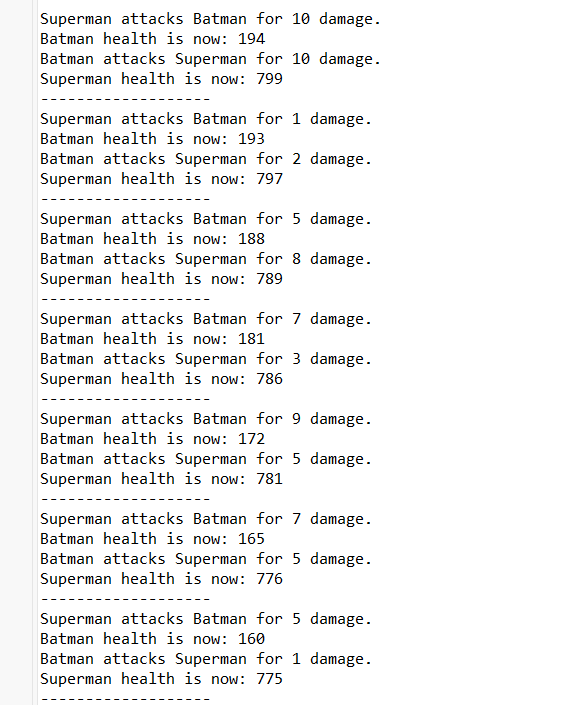 Superman attacks Batman for 10 damage.
Batman health is now: 194
Batman attacks Superman for 10 damage.
Superman health is now: 799
-------------------
Superman attacks Batman for 1 damage.
Batman health is now: 193
Batman attacks Superman for 2 damage.
Superman health is now: 797
-------------------
Superman attacks Batman for 5 damage.
Batman health is now: 188
Batman attacks Superman for 8 damage.
Superman health is now: 789
-------------------
Superman attacks Batman for 7 damage.
Batman health is now: 181
Batman attacks Superman for 3 damage.
Superman health is now: 786
-------------------
Superman attacks Batman for 9 damage.
Batman health is now: 172
Batman attacks Superman for 5 damage.
Superman health is now: 781
-------------------
Superman attacks Batman for 7 damage.
Batman health is now: 165
Batman attacks Superman for 5 damage.
Superman health is now: 776
-------------------
Superman attacks Batman for 5 damage.
Batman health is now: 160
Batman attacks Superman for 1 damage.
Superman health is now: 775
-------------------